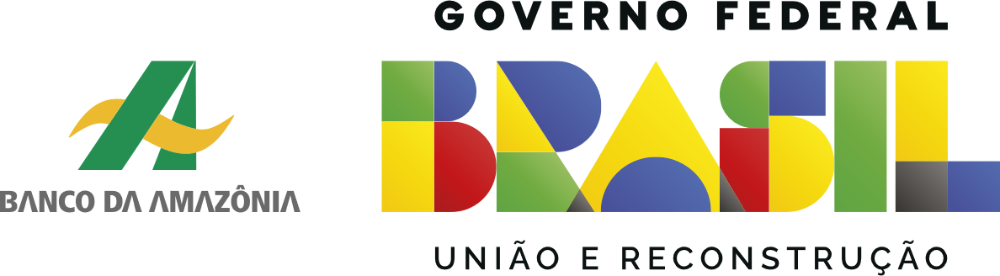 BANCO DA AMAZÔNIA
GOVERNO FEDERAL
BRASIL
UNIÃO E RECONSTRUÇÃO